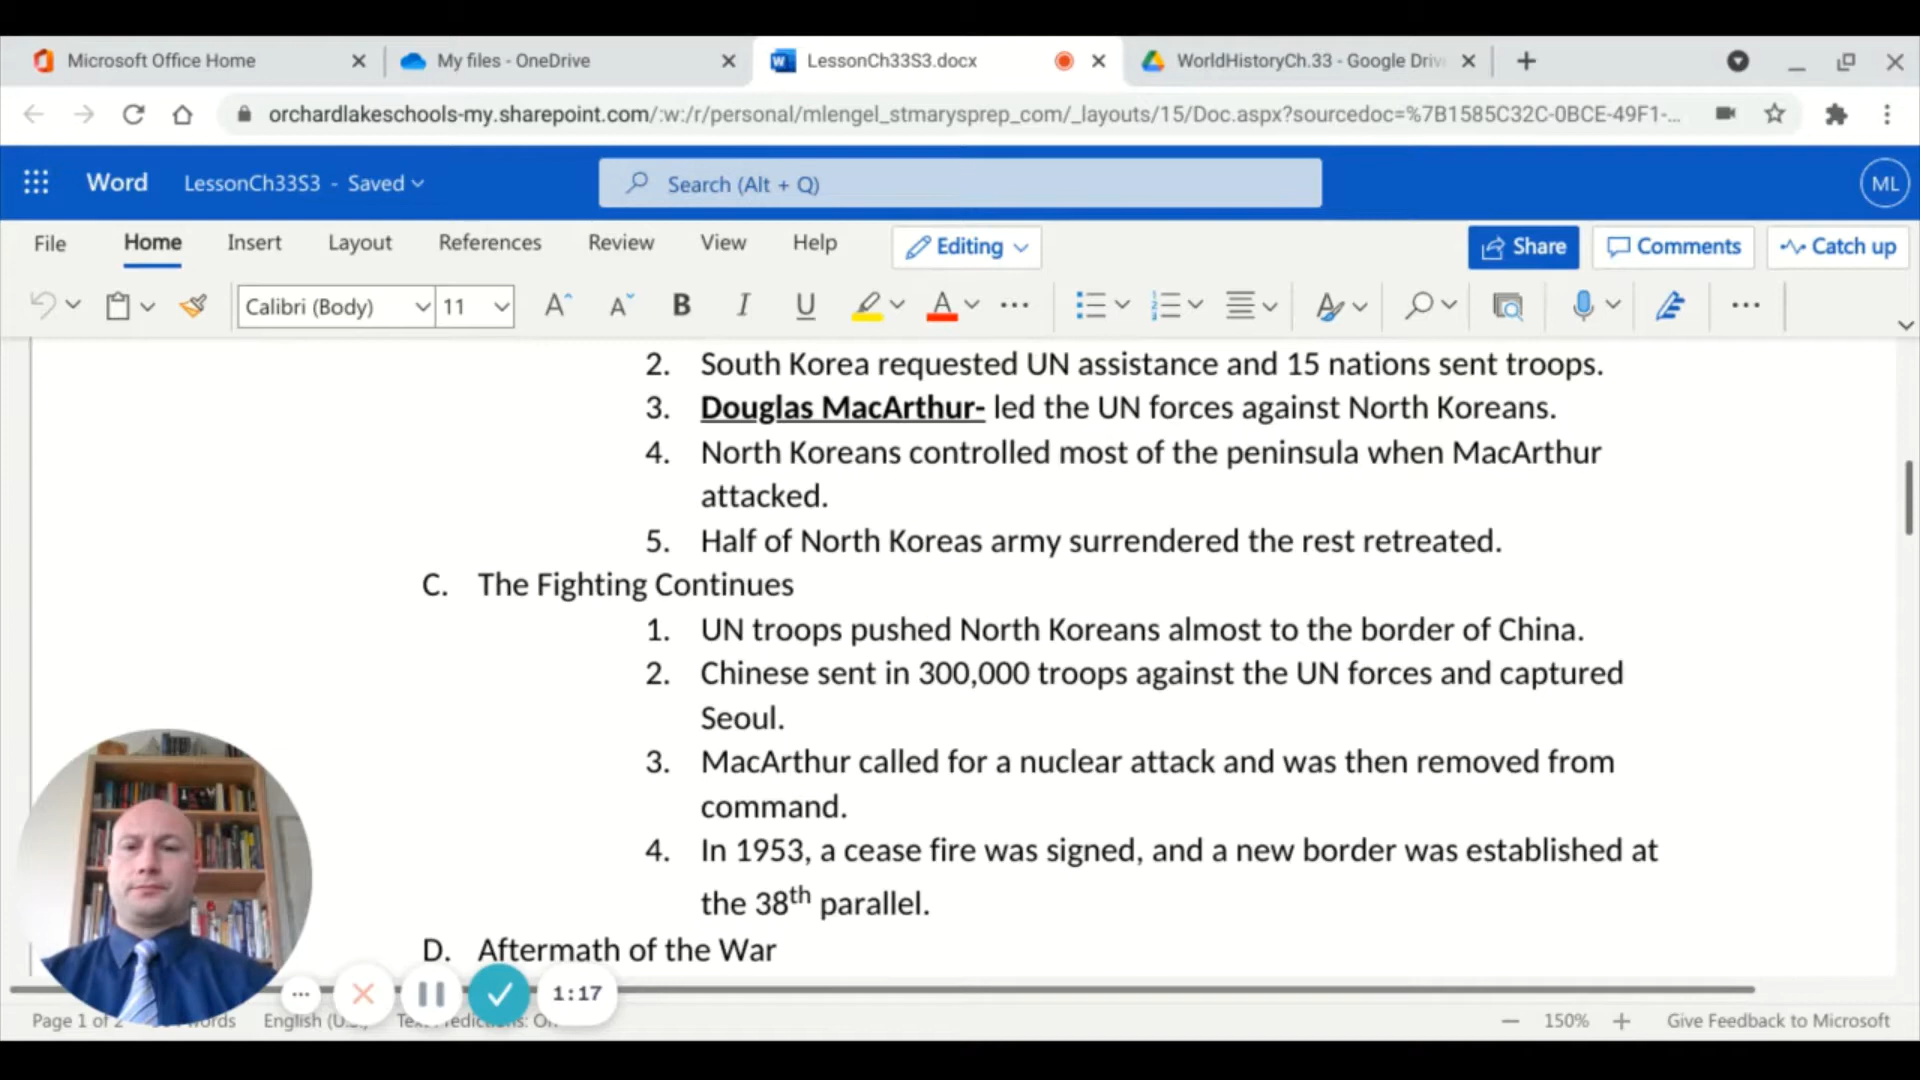 Microsoft Office Home
My files - OneDrive
LessonCh33S3.docx
WorldHistoryCh.33 - Google Driv
orchardlakeschools-my.sharepoint.com/:w:/r/personal/mlengel_stmarysprep_com/_layouts/15/Doc.aspx?sourcedoc=%7B1585C32C-0BCE-49F1-...
Word LessonCh33S3 - Saved
Search (Alt + Q)
ML
File Home Insert Layout References Review View Help Editing Share Comments Catch up
Calibri (Body) 11
2. South Korea requested UN assistance and 15 nations sent troops.
3. Douglas MacArthur- led the UN forces against North Koreans.
4. North Koreans controlled most of the peninsula when MacArthur
attacked.
5. Half of North Koreas army surrendered the rest retreated.
C. The Fighting Continues
1. UN troops pushed North Koreans almost to the border of China.
2. Chinese sent in 300,000 troops against the UN forces and captured
Seoul.
3. MacArthur called for a nuclear attack and was then removed from
command.
4. In 1953, a cease fire was signed, and a new border was established at
the 38th parallel.
D. Aftermath of the War
1:17
Page 1 of 2 words English (U.S.)
150%
Give Feedback to Microsoft